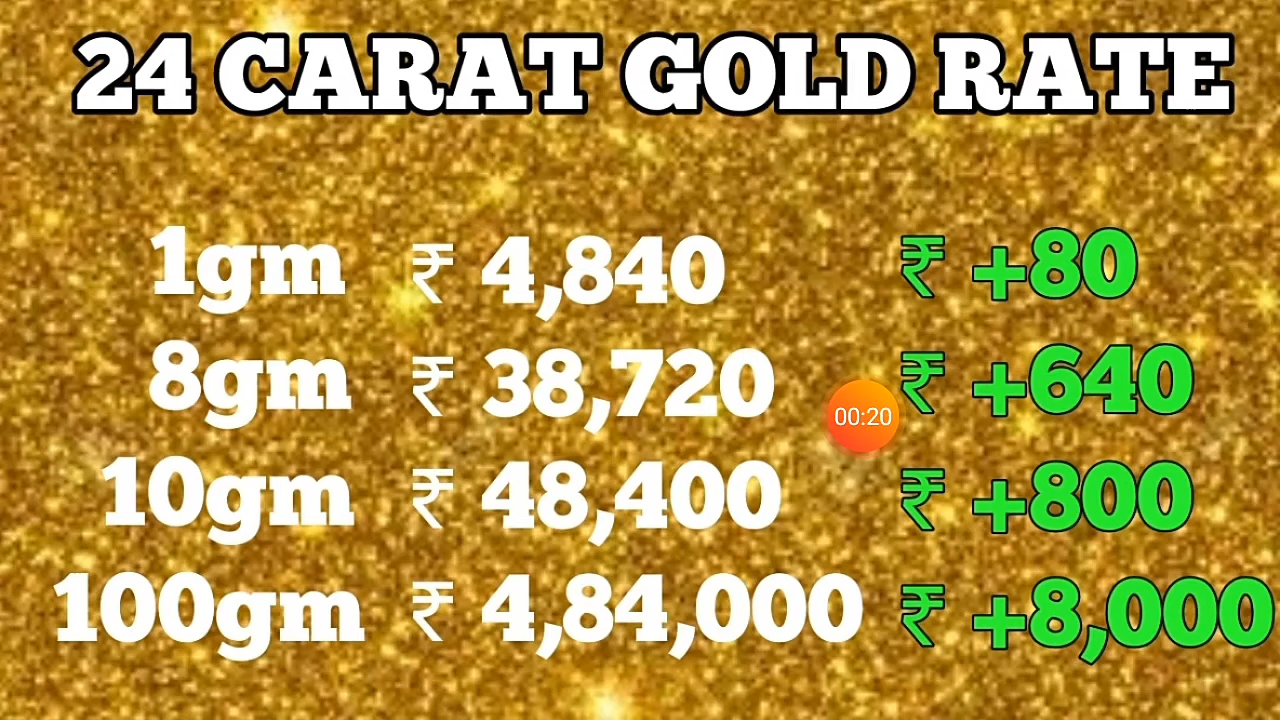 24 CARAT GOLD RATE
1gm ₹ 4,840 ₹ +80
8gm ₹ 38,720 ₹ +640
00:20
10gm ₹ 48,400 ₹ +800
100gm ₹ 4,84,000 ₹ +8,000